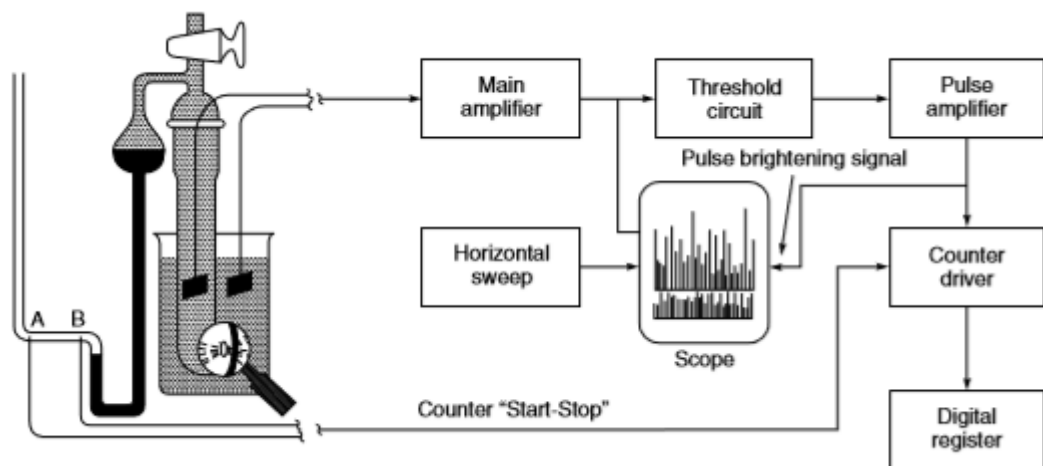 Main
amplifier
Threshold
circuit
Pulse
amplifier
Pulse brightening signal
Horizontal
sweep
Counter
driver
A B
Scope
Counter “Start-Stop”
Digital
register